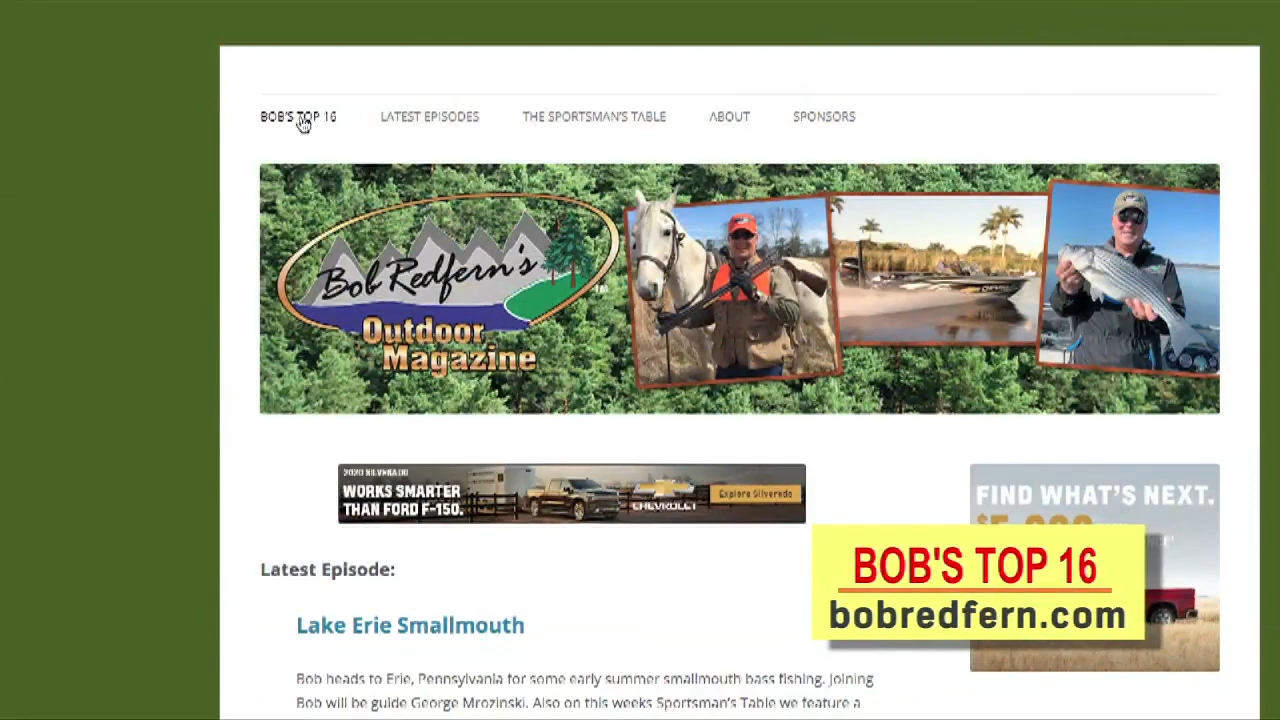 BOB'S TOP 16 LATEST EPISODES THE SPORTSMAN'S TABLE ABOUT SPONSORS
Bob Redfern's
Outdoor
Magazine
2020 SILVERADO
WORKS SMARTER
THAN FORD F-150.
CHEVROLET
Explore Silverado
FIND WHAT'S NEXT.
Latest Episode:
BOB'S TOP 16
bobredfern.com
Lake Erie Smallmouth
Bob heads to Erie, Pennsylvania for some early summer smallmouth bass fishing. Joining
Bob will be guide George Mrozinski. Also on this weeks Sportsman's Table we feature a